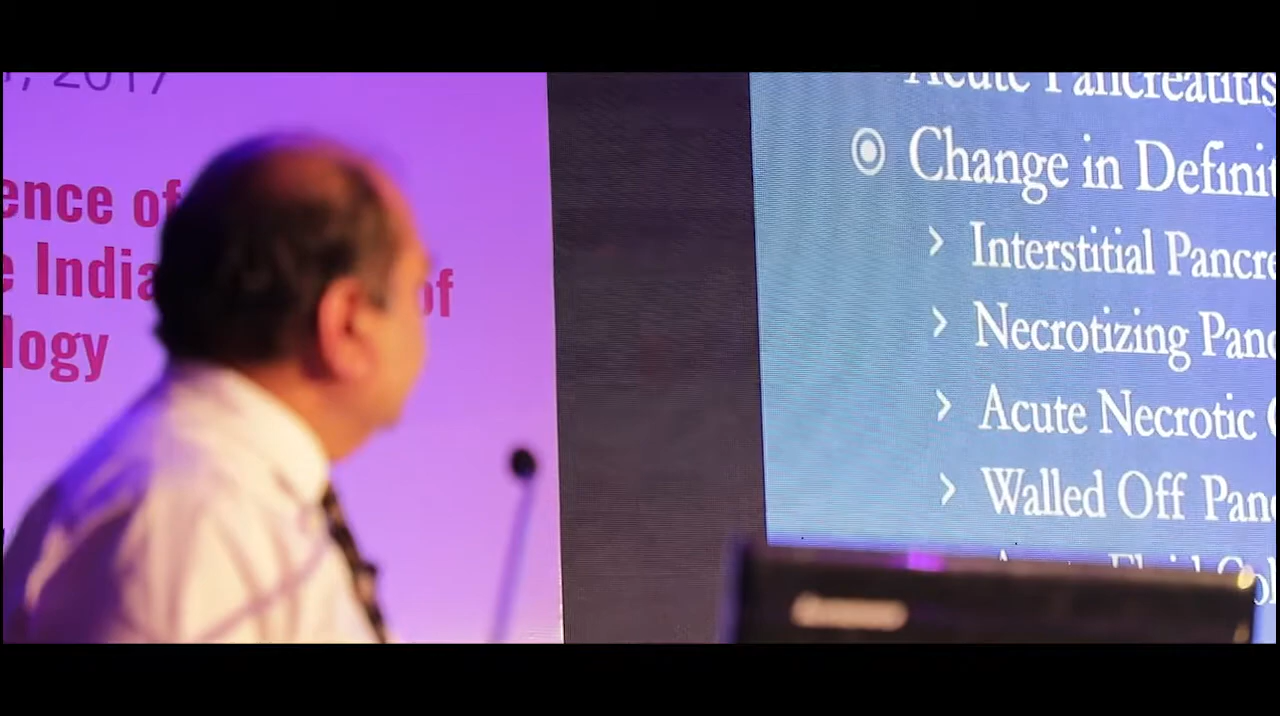 , 2017
ence of
e India of
logy
Acute Pancreatitis
Change in Definit
Interstitial Pancre
Necrotizing Panc
Acute Necrotic
Walled Off Panc